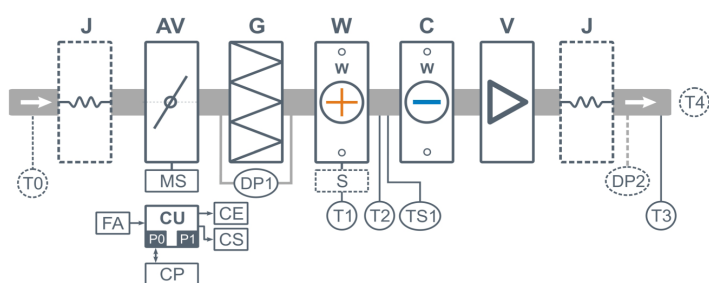 J AV G W C V J
w w
T4
T0 MS DP1 S DP2
T1 T2 TS1 T3
FA CU CE
P0 P1 CS
CP